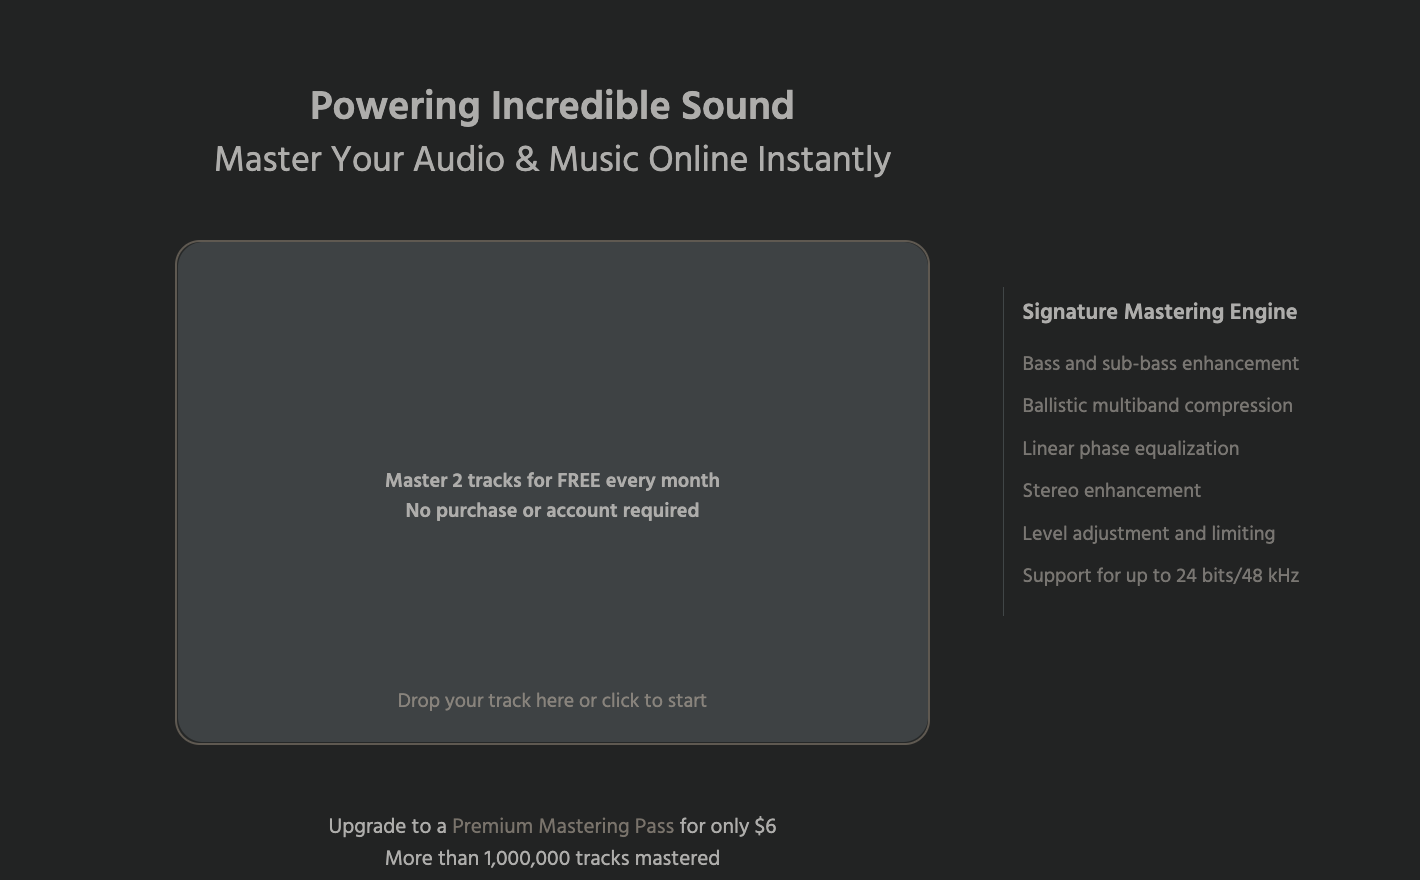 Powering Incredible Sound
Master Your Audio & Music Online Instantly
Master 2 tracks for FREE every month
No purchase or account required
Drop your track here or click to start
Signature Mastering Engine
Bass and sub-bass enhancement
Ballistic multiband compression
Linear phase equalization
Stereo enhancement
Level adjustment and limiting
Support for up to 24 bits/48 kHz
Upgrade to a Premium Mastering Pass for only $6
More than 1,000,000 tracks mastered